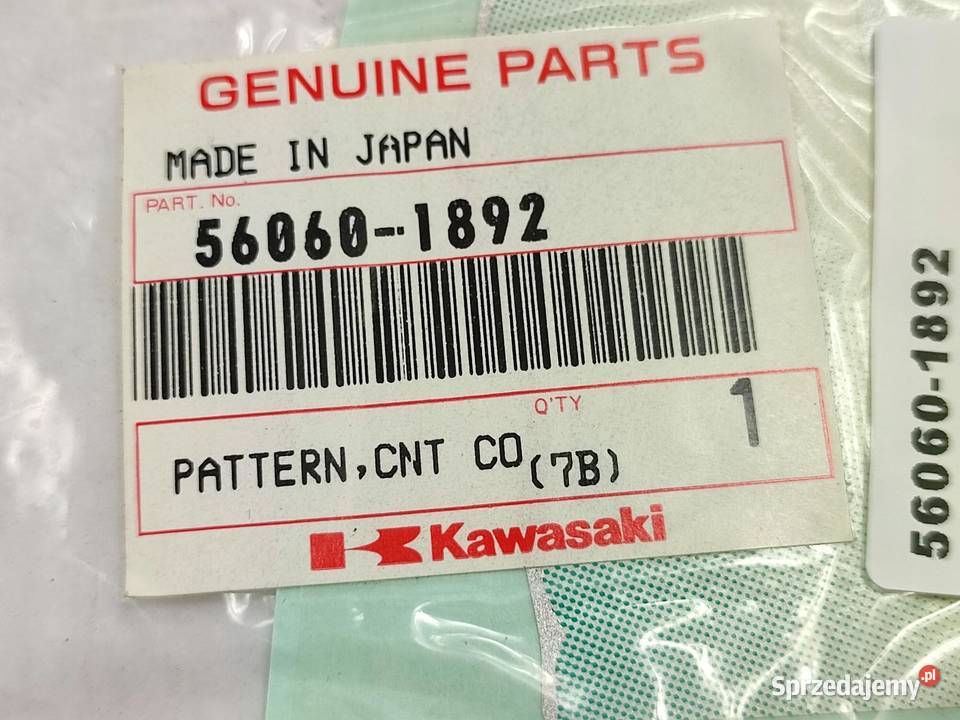 GENUINE PARTS
MADE IN JAPAN
PART. No.
56060-1892
Q'TY
1
PATTERN,CNT CO(7B)
Kawasaki
56060-1892
Sprzedajemy.pl